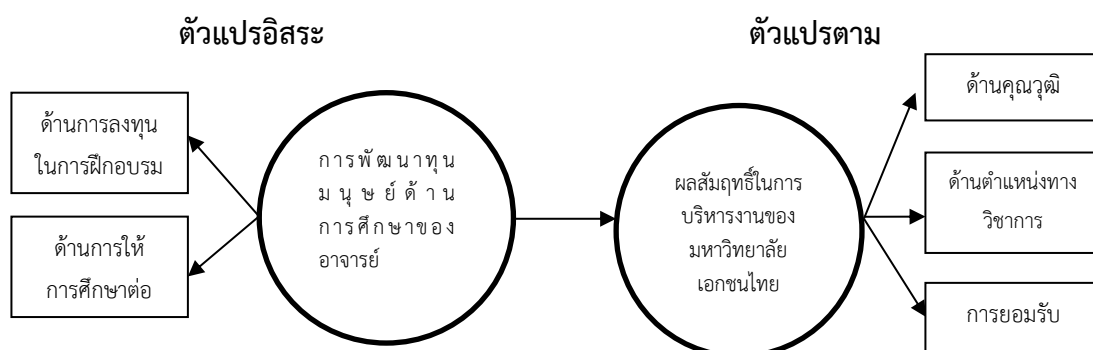 ตัวแปรอิสระ
ตัวแปรตาม
ด้านการลงทุน
ในการฝึกอบรม
ด้านการให้
การศึกษาต่อ
การพัฒนาทุน
มนุษย์ด้าน
การศึกษาของ
อาจารย์
ผลสัมฤทธิ์ในการ
บริหารงานของ
มหาวิทยาลัย
เอกชนไทย
ด้านคุณวุฒิ
ด้านตำแหน่งทาง
วิชาการ
การยอมรับ